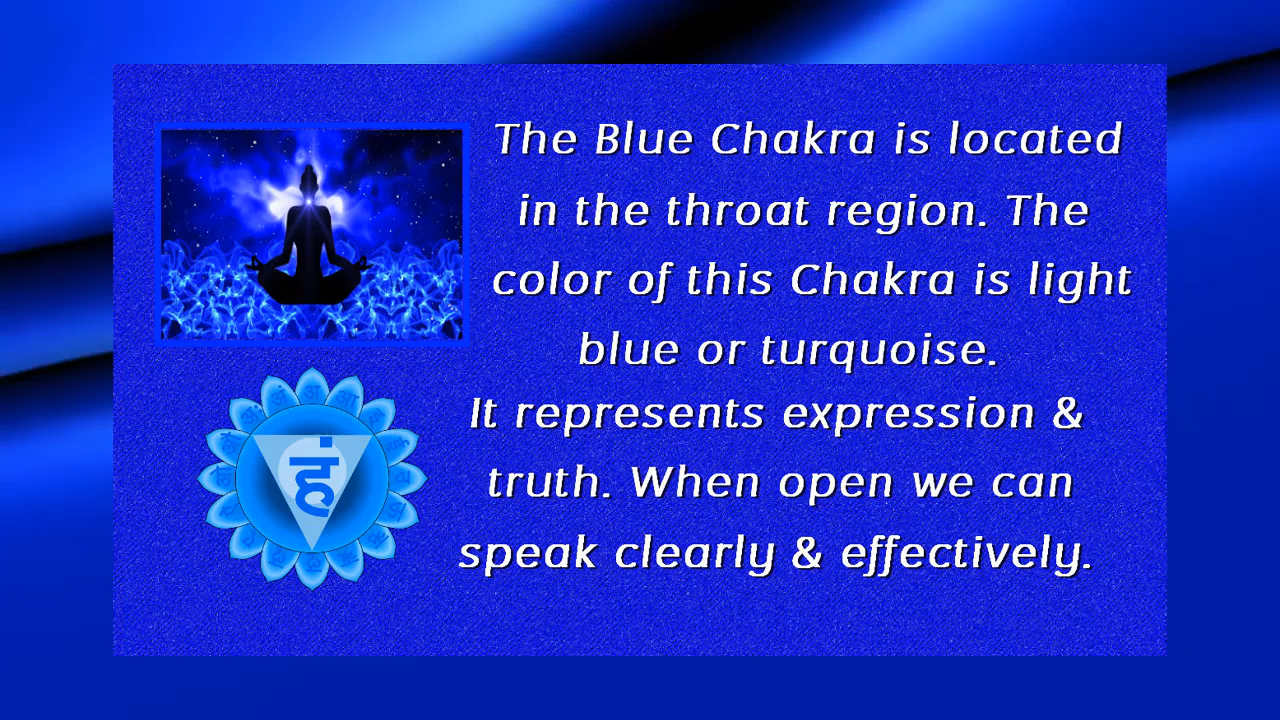 The Blue Chakra is located
in the throat region. The
color of this Chakra is light
blue or turquoise.
It represents expression &
truth. When open we can
speak clearly & effectively.
हं